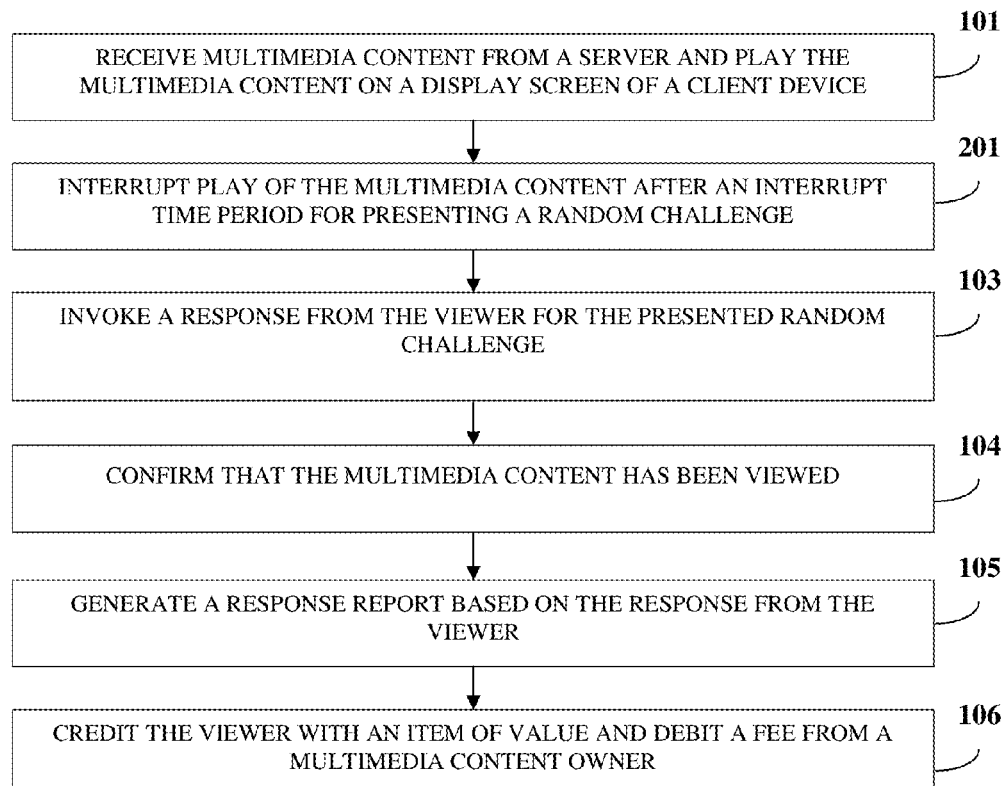 101
RECEIVE MULTIMEDIA CONTENT FROM A SERVER AND PLAY THE
MULTIMEDIA CONTENT ON A DISPLAY SCREEN OF A CLIENT DEVICE
201
INTERRUPT PLAY OF THE MULTIMEDIA CONTENT AFTER AN INTERRUPT
TIME PERIOD FOR PRESENTING A RANDOM CHALLENGE
103
INVOKE A RESPONSE FROM THE VIEWER FOR THE PRESENTED RANDOM
CHALLENGE
104
CONFIRM THAT THE MULTIMEDIA CONTENT HAS BEEN VIEWED
105
GENERATE A RESPONSE REPORT BASED ON THE RESPONSE FROM THE
VIEWER
106
CREDIT THE VIEWER WITH AN ITEM OF VALUE AND DEBIT A FEE FROM A
MULTIMEDIA CONTENT OWNER